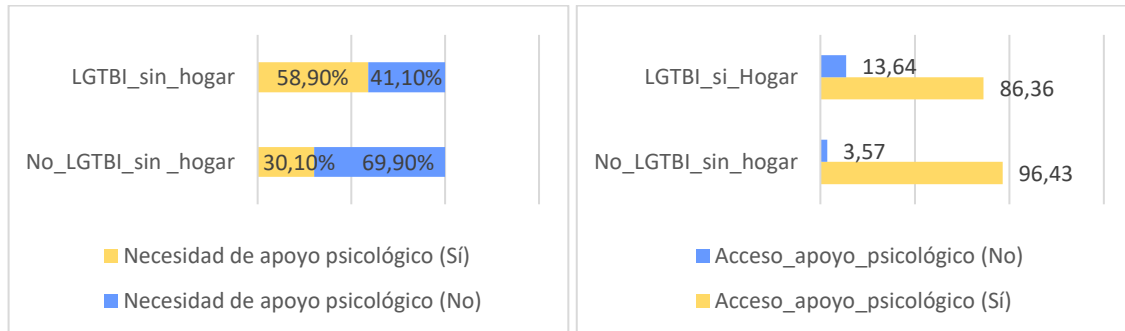 LGTBI_sin_hogar
58,90%
41,10%
No_LGTBI_sin _hogar
30,10%
69,90%
Necesidad de apoyo psicológico (Sí)
Necesidad de apoyo psicológico (No)
LGTBI_si_Hogar
13,64
86,36
No_LGTBI_sin_hogar
3,57
96,43
Acceso_apoyo_psicológico (No)
Acceso_apoyo_psicológico (Sí)